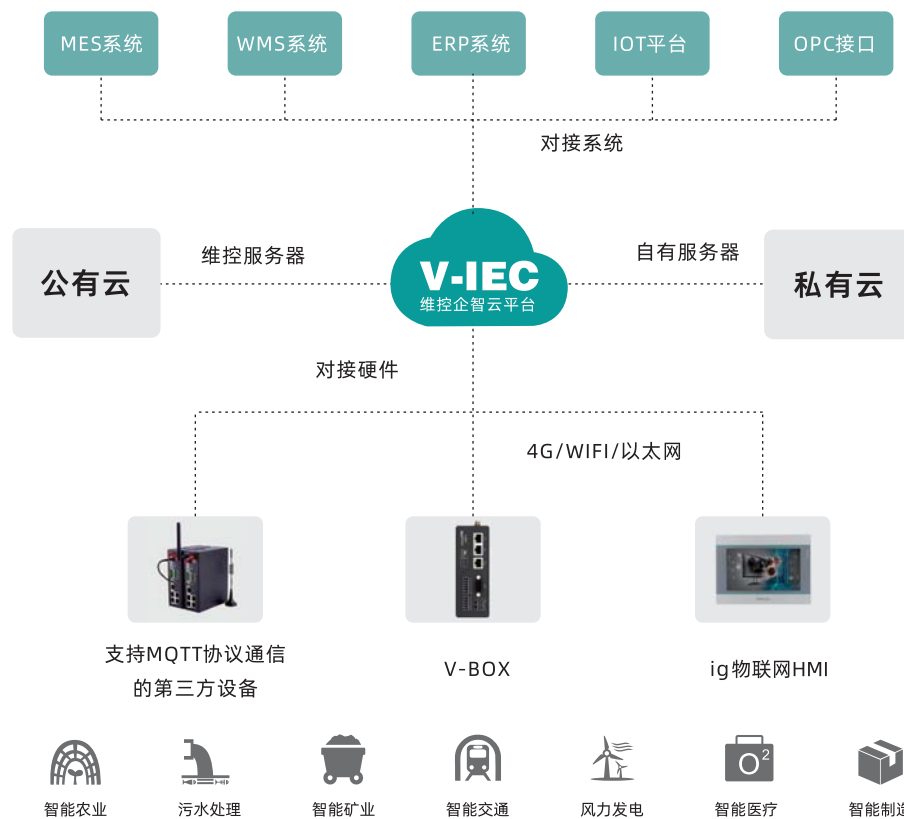 MES系统
WMS系统
ERP系统
IOT平台
OPC接口
对接系统
公有云
维控服务器
V-IEC
维控企智云平台
自有服务器
私有云
对接硬件
4G/WIFI/以太网
支持MQTT协议通信
的第三方设备
V-BOX
ig物联网HMI
O²
智能农业
污水处理
智能矿业
智能交通
风力发电
智能医疗
智能制造